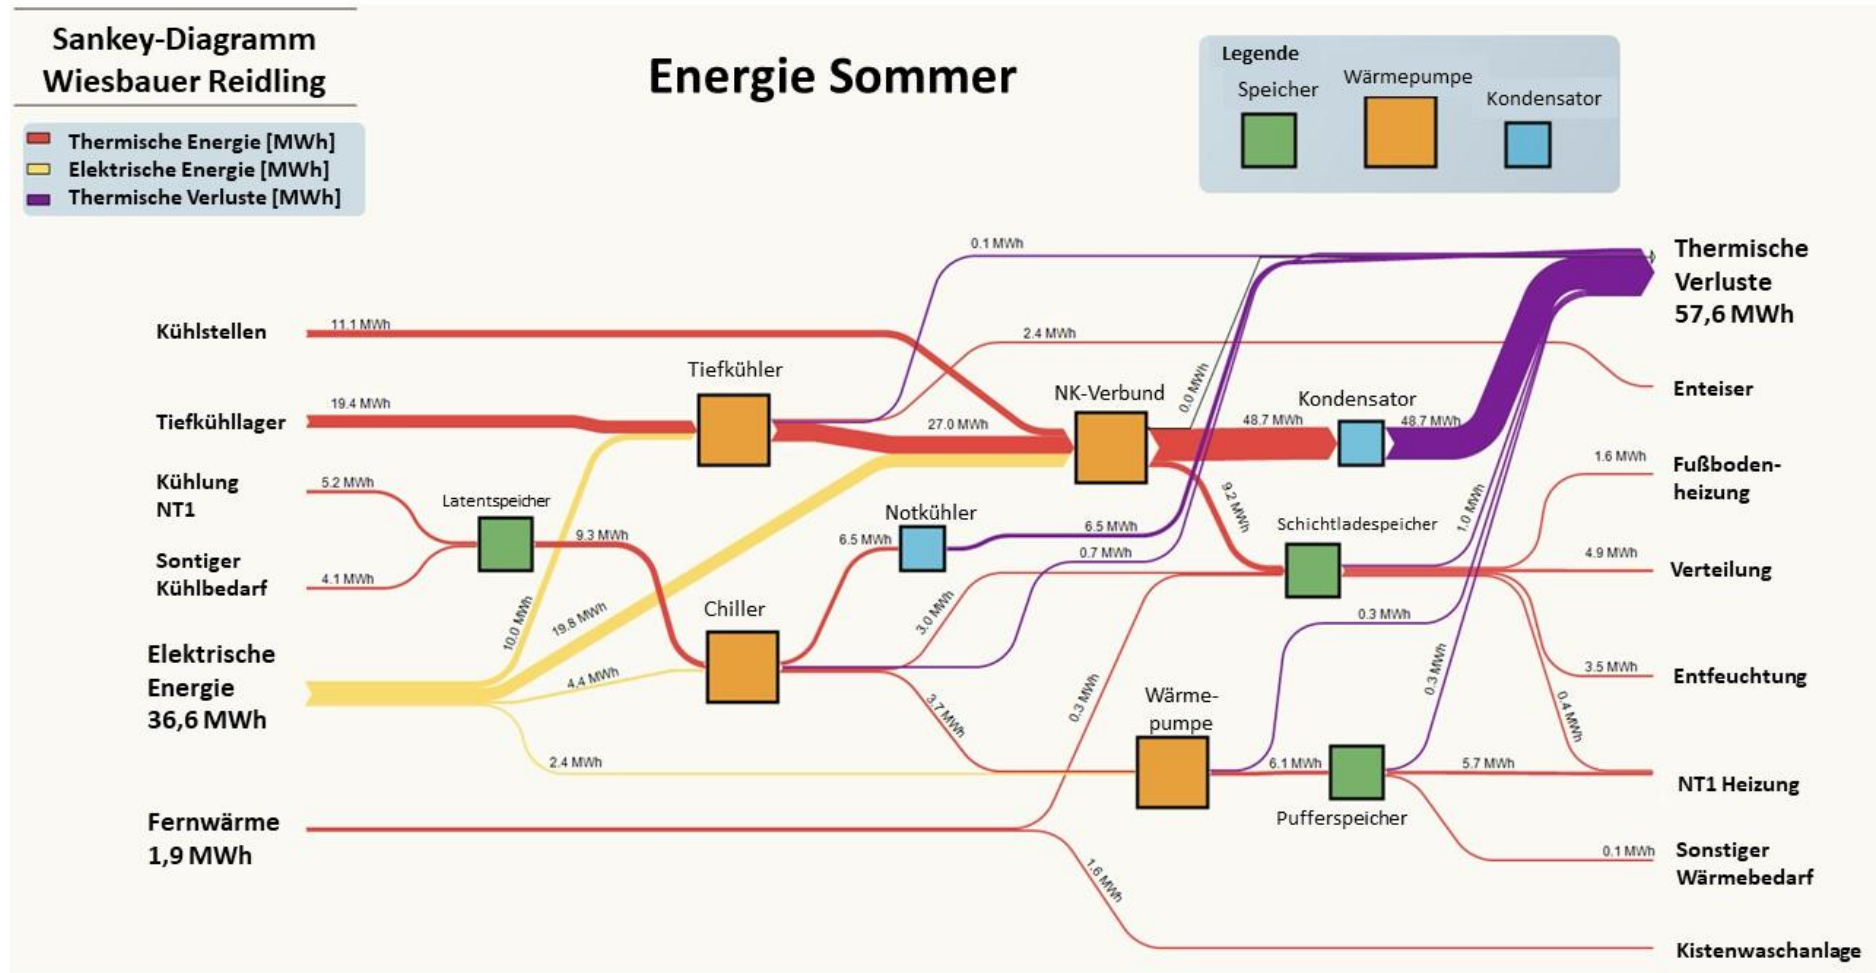 Sankey-Diagramm
Wiesbauer Reidling
Energie Sommer
Legende
Speicher
Wärmepumpe
Kondensator
Thermische Energie [MWh]
Elektrische Energie [MWh]
Thermische Verluste [MWh]
0.1 MWh
Thermische
Verluste
57,6 MWh
Kühlstellen
11.1 MWh
2.4 MWh
Enteiser
Tiefkühler
0.0 MWh
NK-Verbund
Kondensator
Tiefkühllager
19.4 MWh
27.0 MWh
48.7 MWh
48.7 MWh
1.6 MWh
Fußboden-
heizung
Kühlung
NT1
5.2 MWh
Latentspeicher
9.3 MWh
Notkühler
6.5 MWh
6.5 MWh
0.7 MWh
9.2 MWh
Schichtladespeicher
1.0 MWh
4.9 MWh
Verteilung
Sontiger
Kühlbedarf
4.1 MWh
10.0 MWh
19.8 MWh
Chiller
3.0 MWh
0.3 MWh
Elektrische
Energie
36,6 MWh
4.4 MWh
3.7 MWh
0.3 MWh
Wärme-
pumpe
0.3 MWh
3.5 MWh
Entfeuchtung
0.4 MWh
2.4 MWh
6.1 MWh
5.7 MWh
NT1 Heizung
Pufferspeicher
Fernwärme
1,9 MWh
1.6 MWh
0.1 MWh
Sonstiger
Wärmebedarf
Kistenwaschanlage